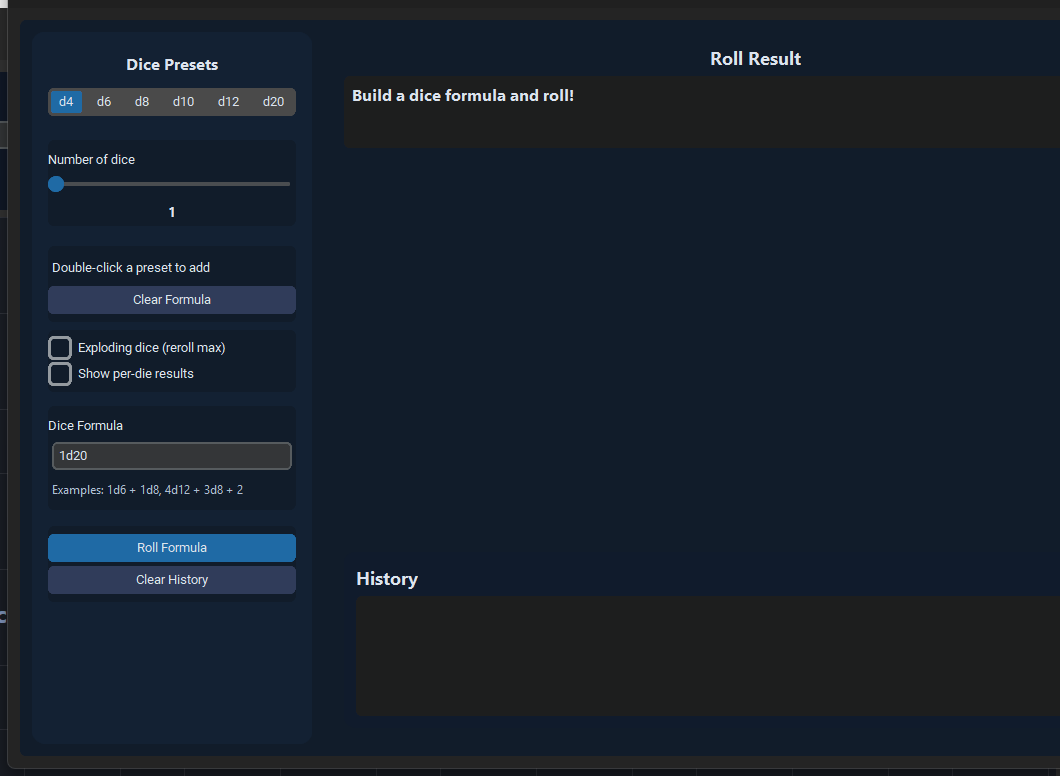 Dice Presets
d4 d6 d8 d10 d12 d20
Number of dice
1
Double-click a preset to add
Clear Formula
Exploding dice (reroll max)
Show per-die results
Dice Formula
1d20
Examples: 1d6 + 1d8, 4d12 + 3d8 + 2
Roll Formula
Clear History
Roll Result
Build a dice formula and roll!
History